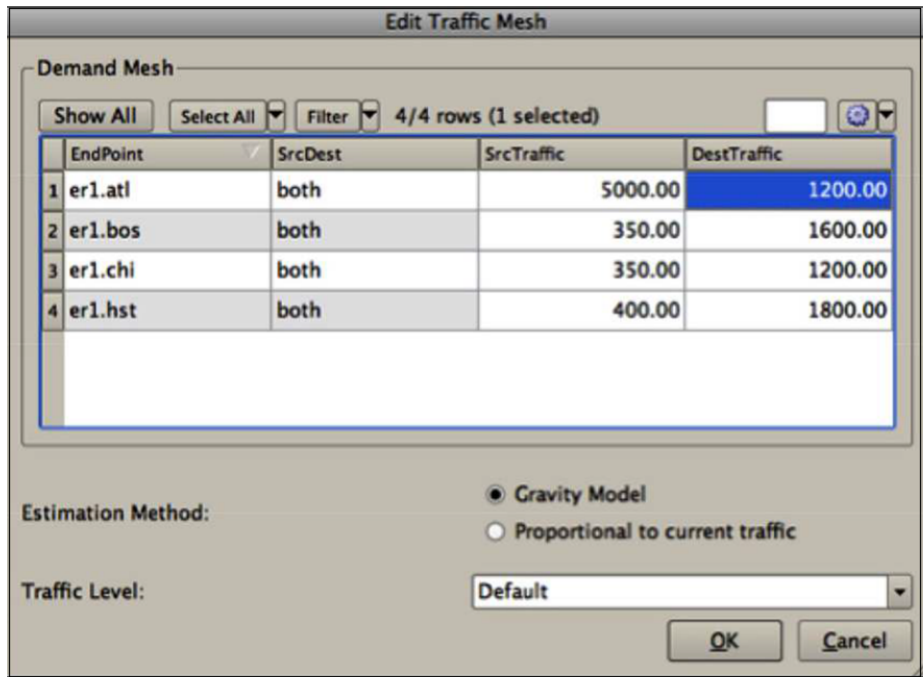 Edit Traffic Mesh
Demand Mesh
Show All Select All Filter 4/4 rows (1 selected)
EndPoint SrcDest SrcTraffic DestTraffic
1 er1.atl both 5000.00 1200.00
2 er1.bos both 350.00 1600.00
3 er1.chi both 350.00 1200.00
4 er1.hst both 400.00 1800.00
Estimation Method:
Gravity Model
Proportional to current traffic
Traffic Level: Default
OK Cancel